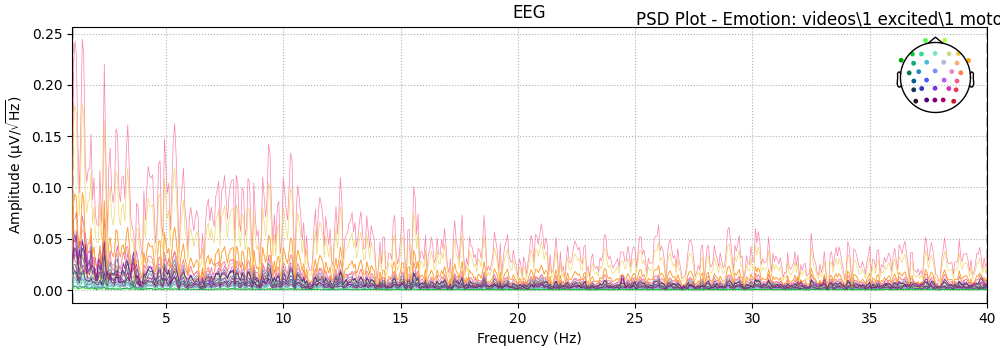 EEG
PSD Plot - Emotion: videos\1 excited\1 moto
0.25
0.20
0.15
0.10
0.05
0.00
Amplitude (µV/√Hz)
5 10 15 20 25 30 35 40
Frequency (Hz)